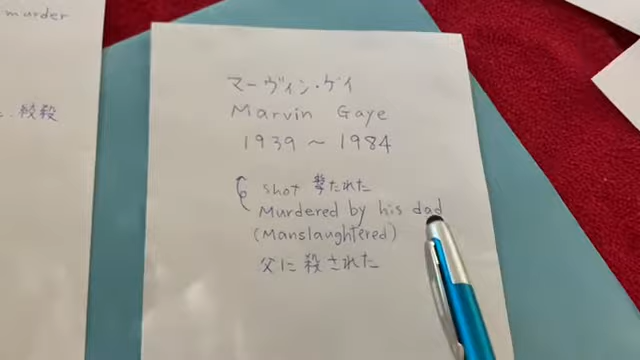 murder
絞殺
マーヴィン・ゲイ
Marvin Gaye
1939 ~ 1984
shot 撃たれた
Murdered by his dad
(Manslaughtered)
父に殺された